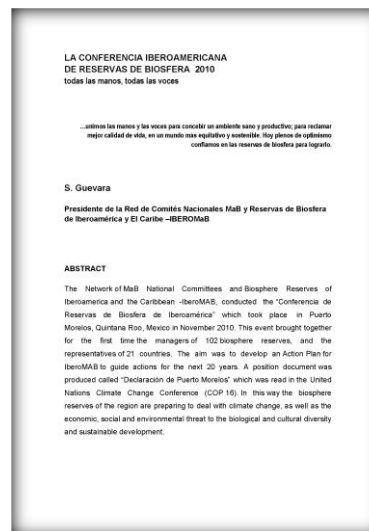 LA CONFERENCIA IBEROAMERICANA
DE RESERVAS DE BIOSFERA 2010
todas las manos, todas las voces
...unimos las manos y las voces para concebir un ambiente sano y productivo; para reclamar
mejor calidad de vida, en un mundo más equitativo y sostenible. Hoy plenos de optimismo
confiamos en las reservas de biosfera para lograrlo.
S. Guevara
Presidente de la Red de Comités Nacionales MaB y Reservas de Biosfera
de Iberoamérica y El Caribe –IBEROMaB
ABSTRACT
The Network of MaB National Committees and Biosphere Reserves of
Iberoamerica and the Caribbean -IberoMAB, conducted the "Conferencia de
Reservas de Biosfera de Iberoamérica" which took place in Puerto
Morelos, Quintana Roo, Mexico in November 2010. This event brought together
for the first time the managers of 102 biosphere reserves, and the
representatives of 21 countries. The aim was to develop an Action Plan for
IberoMAB to guide actions for the next 20 years. A position document was
produced called "Declaración de Puerto Morelos" which was read in the United
Nations Climate Change Conference (COP 16). In this way the biosphere
reserves of the region are preparing to deal with climate change, as well as the
economic, social and environmental threat to the biological and cultural diversity
and sustainable development.